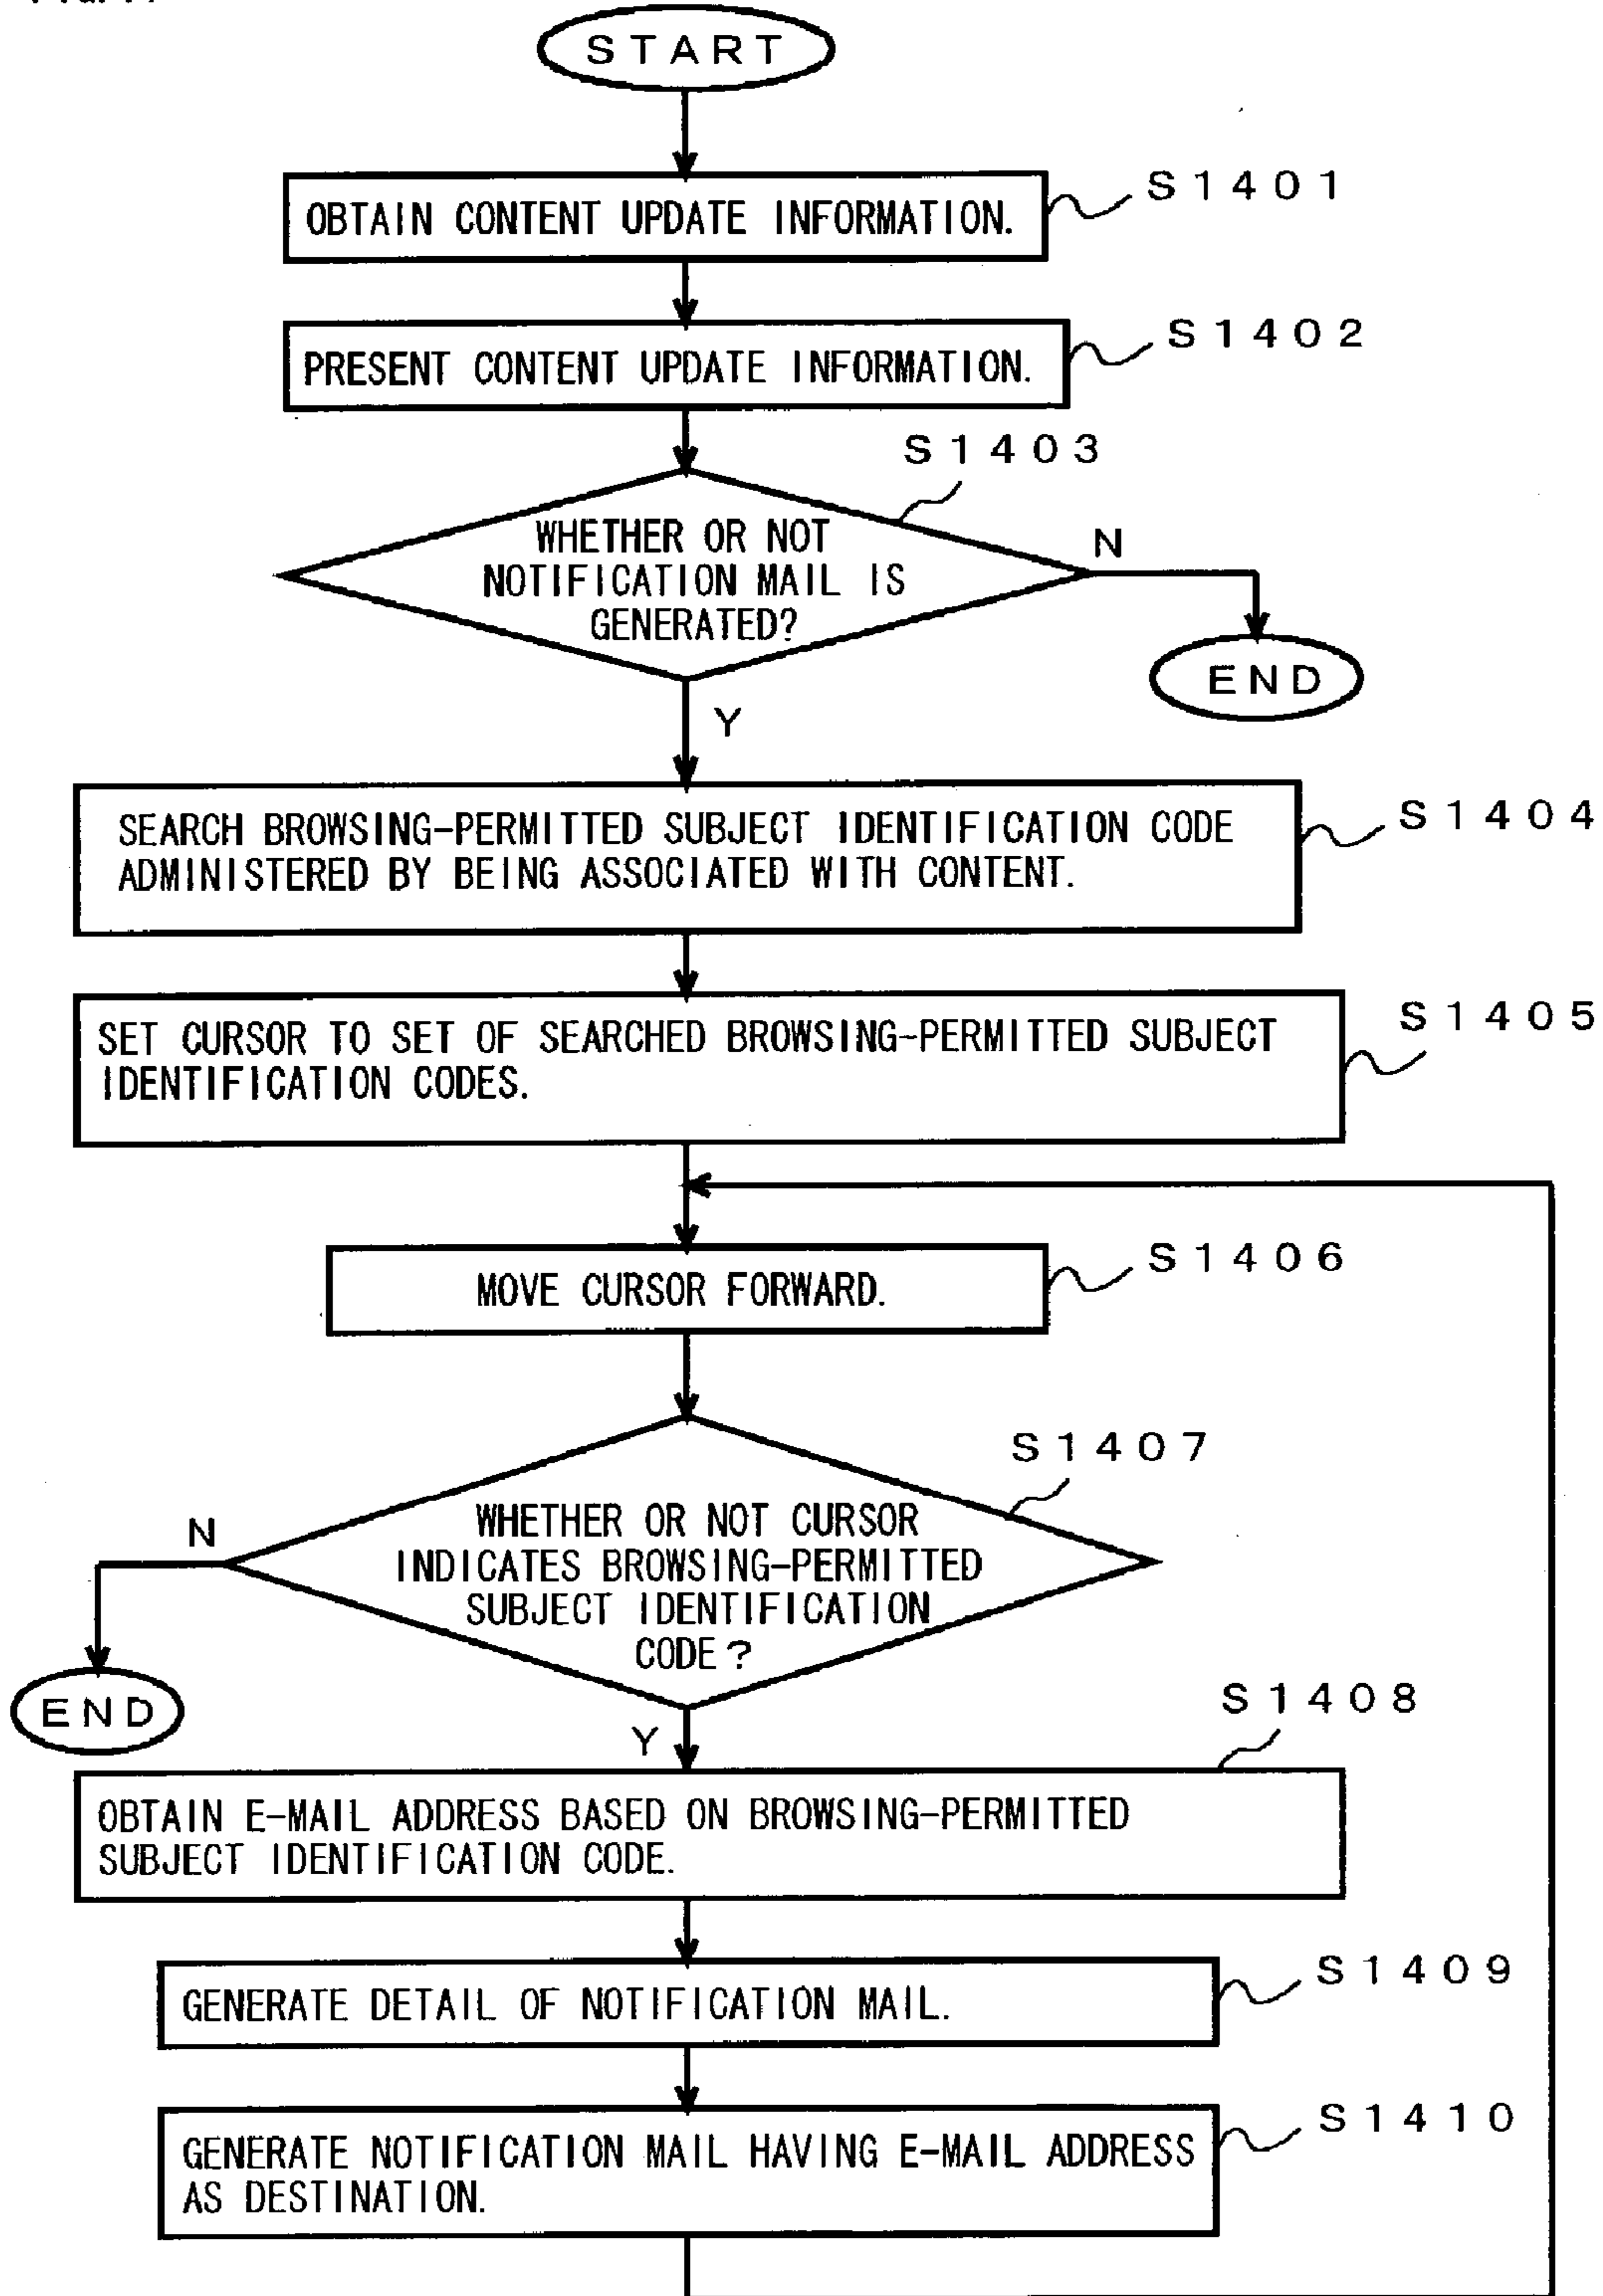 START
S1401
OBTAIN CONTENT UPDATE INFORMATION.
S1402
PRESENT CONTENT UPDATE INFORMATION.
S1403
WHETHER OR NOT
NOTIFICATION MAIL IS
GENERATED?
N
END
Y
S1404
SEARCH BROWSING-PERMITTED SUBJECT IDENTIFICATION CODE
ADMINISTERED BY BEING ASSOCIATED WITH CONTENT.
S1405
SET CURSOR TO SET OF SEARCHED BROWSING-PERMITTED SUBJECT
IDENTIFICATION CODES.
S1406
MOVE CURSOR FORWARD.
S1407
WHETHER OR NOT CURSOR
INDICATES BROWSING-PERMITTED
SUBJECT IDENTIFICATION
CODE?
N
END
Y
S1408
OBTAIN E-MAIL ADDRESS BASED ON BROWSING-PERMITTED
SUBJECT IDENTIFICATION CODE.
S1409
GENERATE DETAIL OF NOTIFICATION MAIL.
S1410
GENERATE NOTIFICATION MAIL HAVING E-MAIL ADDRESS
AS DESTINATION.